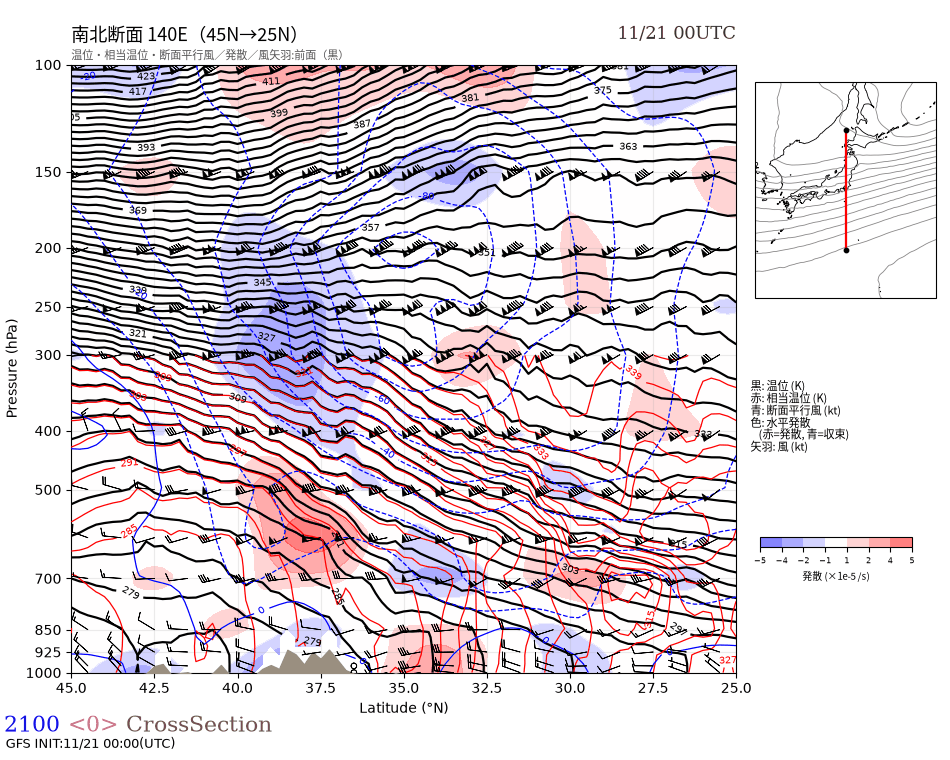 南北断面 140E（45N→25N）
11/21 00UTC
温位・相当温位・断面平行風／発散／風矢羽:前面（黒）
100
150
200
250
300
400
500
700
850
925
1000
Pressure (hPa)
45.0 42.5 40.0 37.5 35.0 32.5 30.0 27.5 25.0
Latitude (°N)
423
417
411
399
393
387
381
375
369
363
357
351
345
339
327
321
309
303
291
285
279
285
279
315
339
333
333
315
327
-80
-60
-40
0
黒: 温位 (K)
赤: 相当温位 (K)
青: 断面平行風 (kt)
色: 水平発散
(赤=発散, 青=収束)
矢羽: 風 (kt)
−5 −4 −2 −1 1 2 4 5
発散 (×1e-5 /s)
2100 <0> CrossSection
GFS INIT:11/21 00:00(UTC)